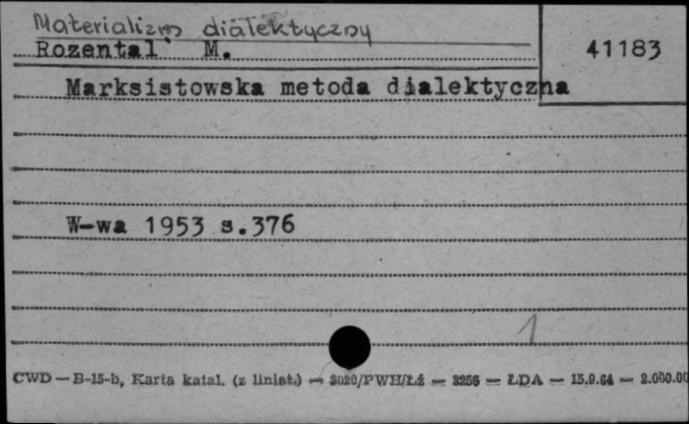 Materializm dialektyczny
Rozental` M.
41183
Marksistowska metoda dialektyczna
W-wa 1953 s.376
1
CWD — B-15-b, Karta katal. (z liniat.) — 3020/PWH/Łź — 3256 — ŁDA — 15.9.64 — 2.000.00